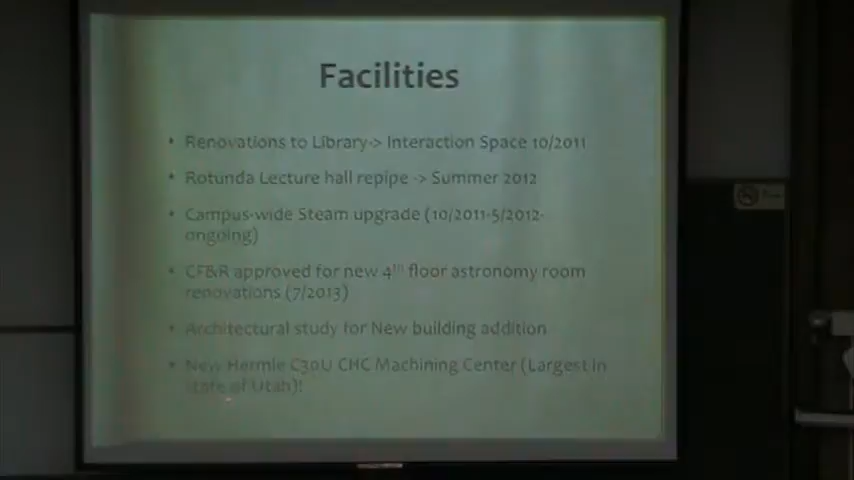 Facilities
• Renovations to Library-> Interaction Space 10/2011
• Rotunda Lecture hall repipe -> Summer 2012
• Campus-wide Steam upgrade (10/2011-5/2012-
ongoing)
• CF&R approved for new 4th floor astronomy room
renovations (7/2013)
• Architectural study for New building addition
• New Hermle C30U CHC Machining Center (Largest in
state of Utah)!